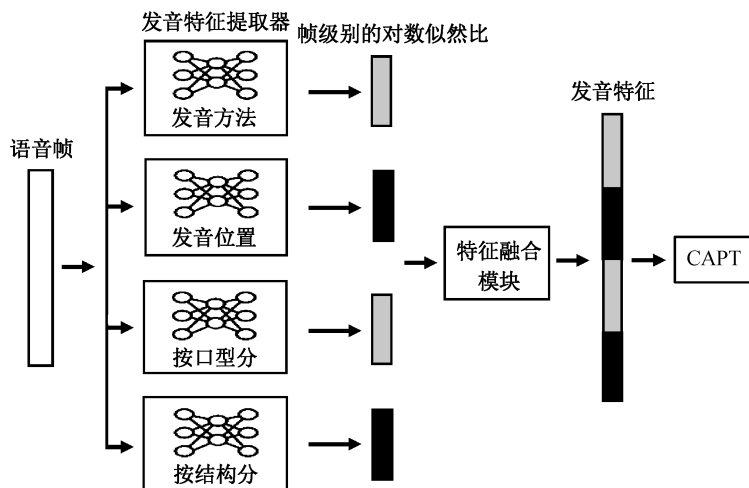 发音特征提取器
帧级别的对数似然比
发音特征
语音帧
发音方法
发音位置
按口型分
按结构分
特征融合
模块
CAPT